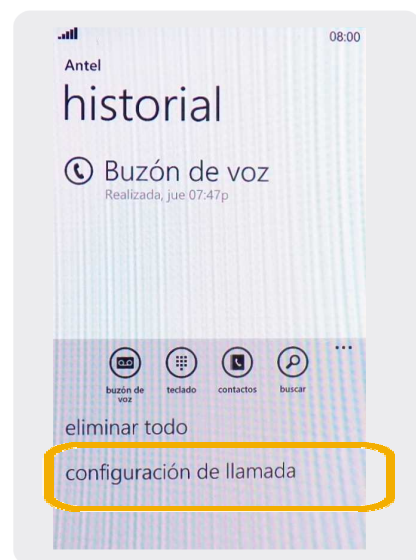 08:00
Antel
historial
Buzón de voz
Realizada, jue 07:47p
buzón de voz
teclado
contactos
buscar
eliminar todo
configuración de llamada